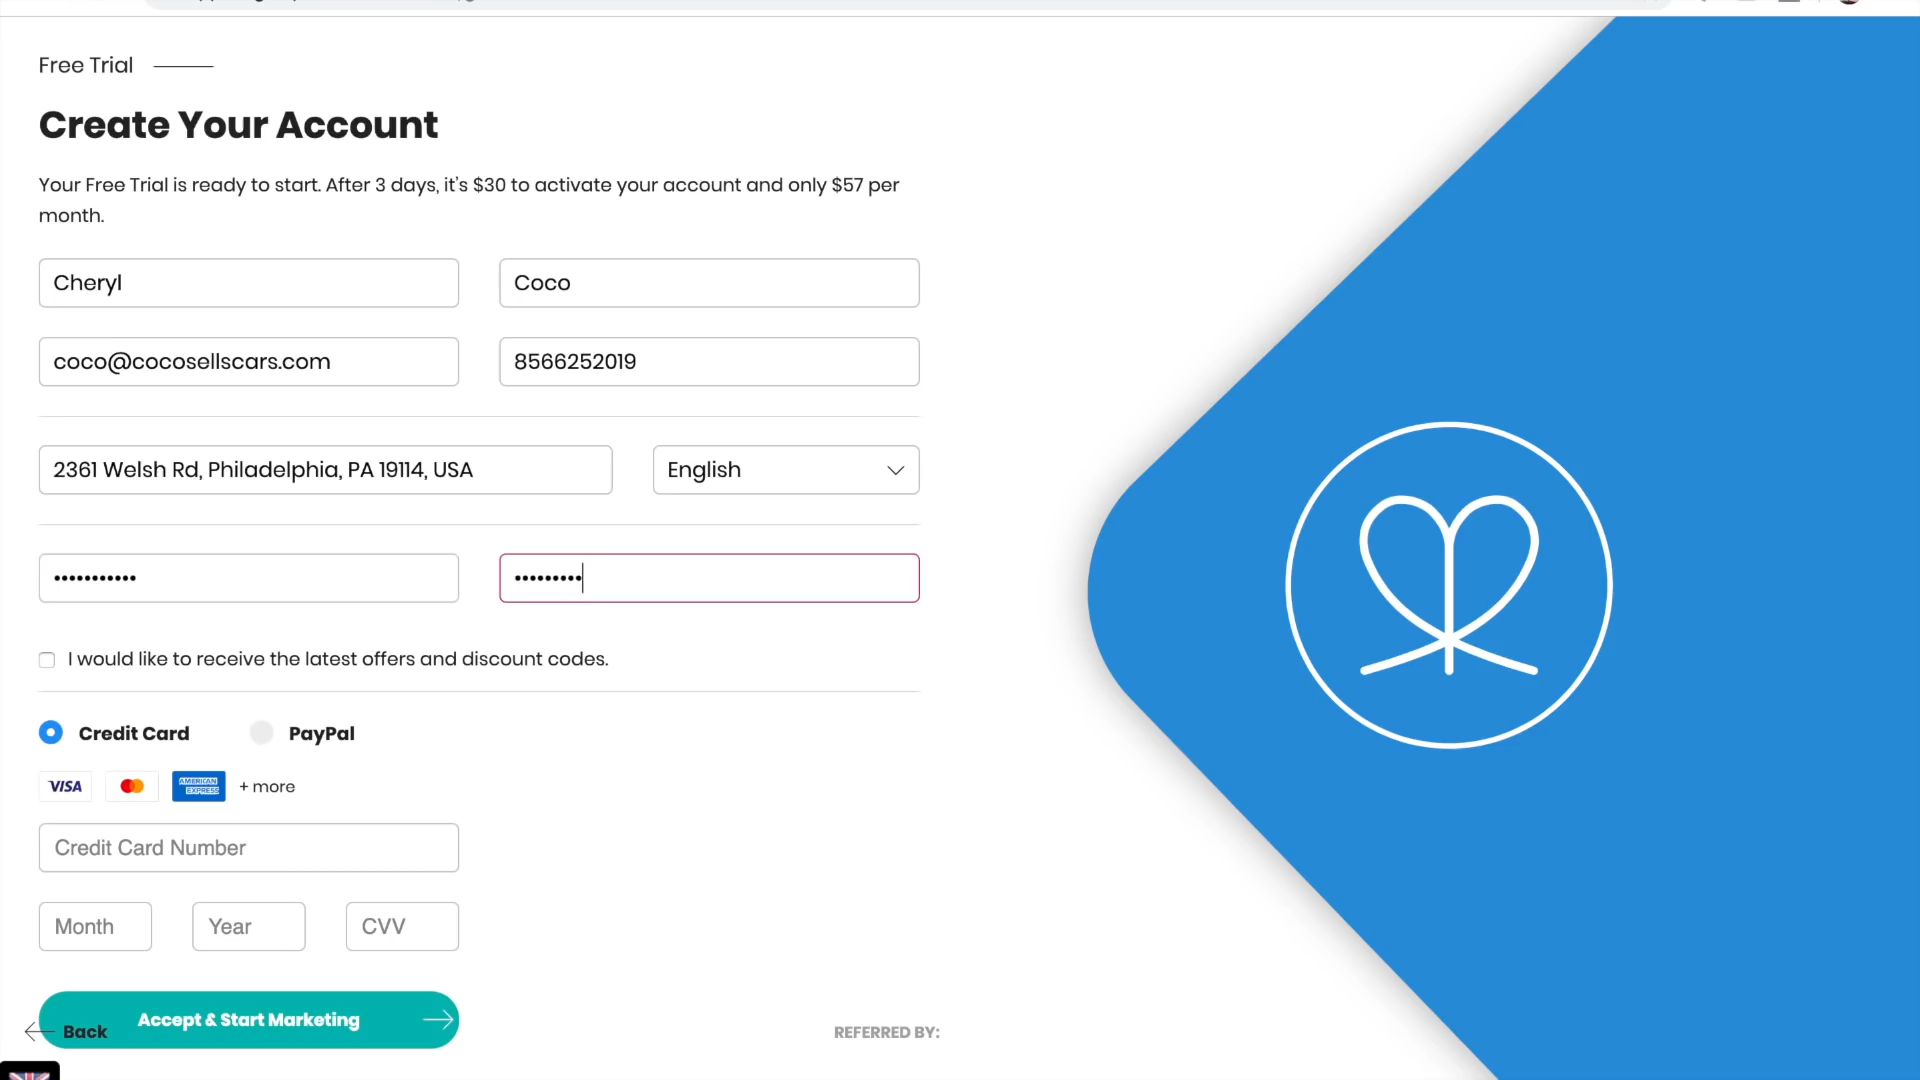 Free Trial
Create Your Account
Your Free Trial is ready to start. After 3 days, it's $30 to activate your account and only $57 per
month.
Cheryl Coco
coco@cocosellscars.com 8566252019
2361 Welsh Rd, Philadelphia, PA 19114, USA English
••••••••••• •••••••••
I would like to receive the latest offers and discount codes.
Credit Card PayPal
VISA AMERICAN EXPRESS + more
Credit Card Number
Month Year CVV
Accept & Start Marketing
Back REFERRED BY: